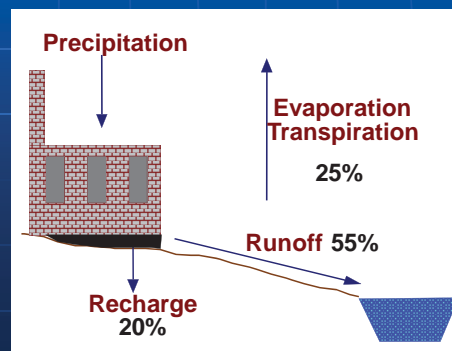 Precipitation
Evaporation
Transpiration
25%
Runoff 55%
Recharge
20%